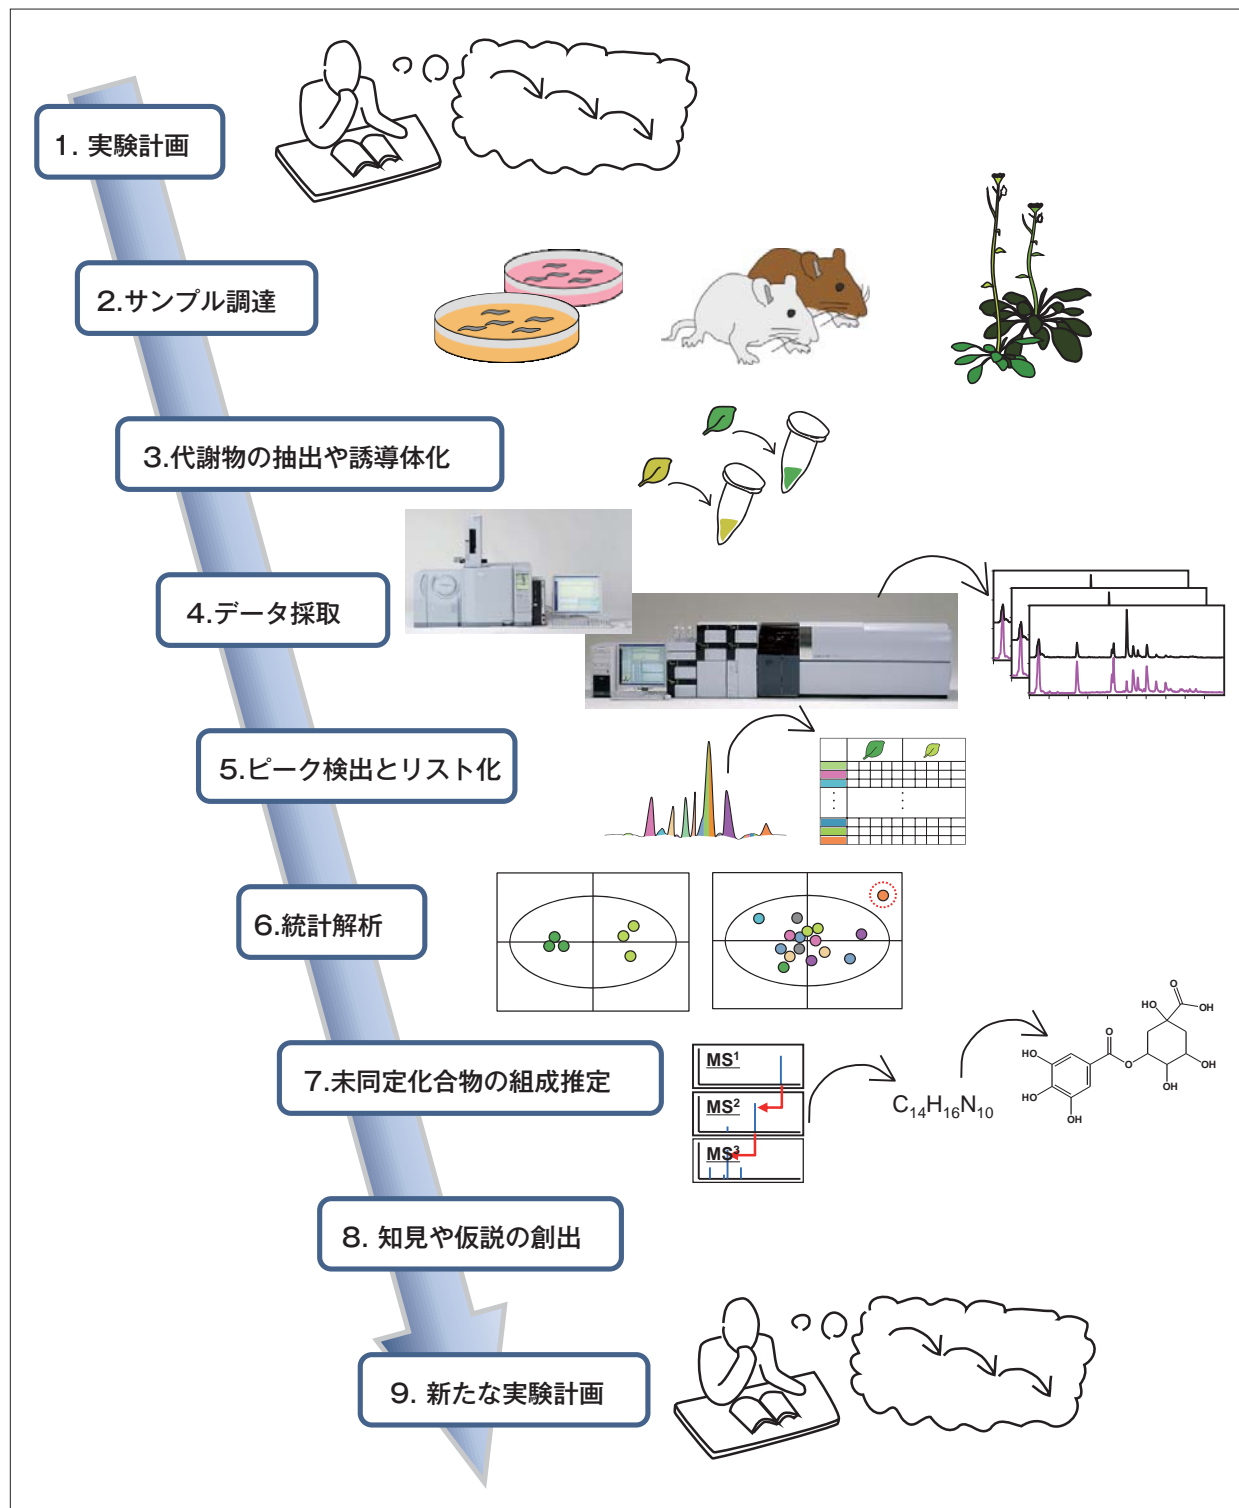 1. 実験計画
2.サンプル調達
3.代謝物の抽出や誘導体化
4.データ採取
5.ピーク検出とリスト化
6.統計解析
7.未同定化合物の組成推定
MS1
MS2
MS3
C14H16N10
O
HO
OH
O
HO
O
OH
HO
OH
OH
8. 知見や仮説の創出
9. 新たな実験計画